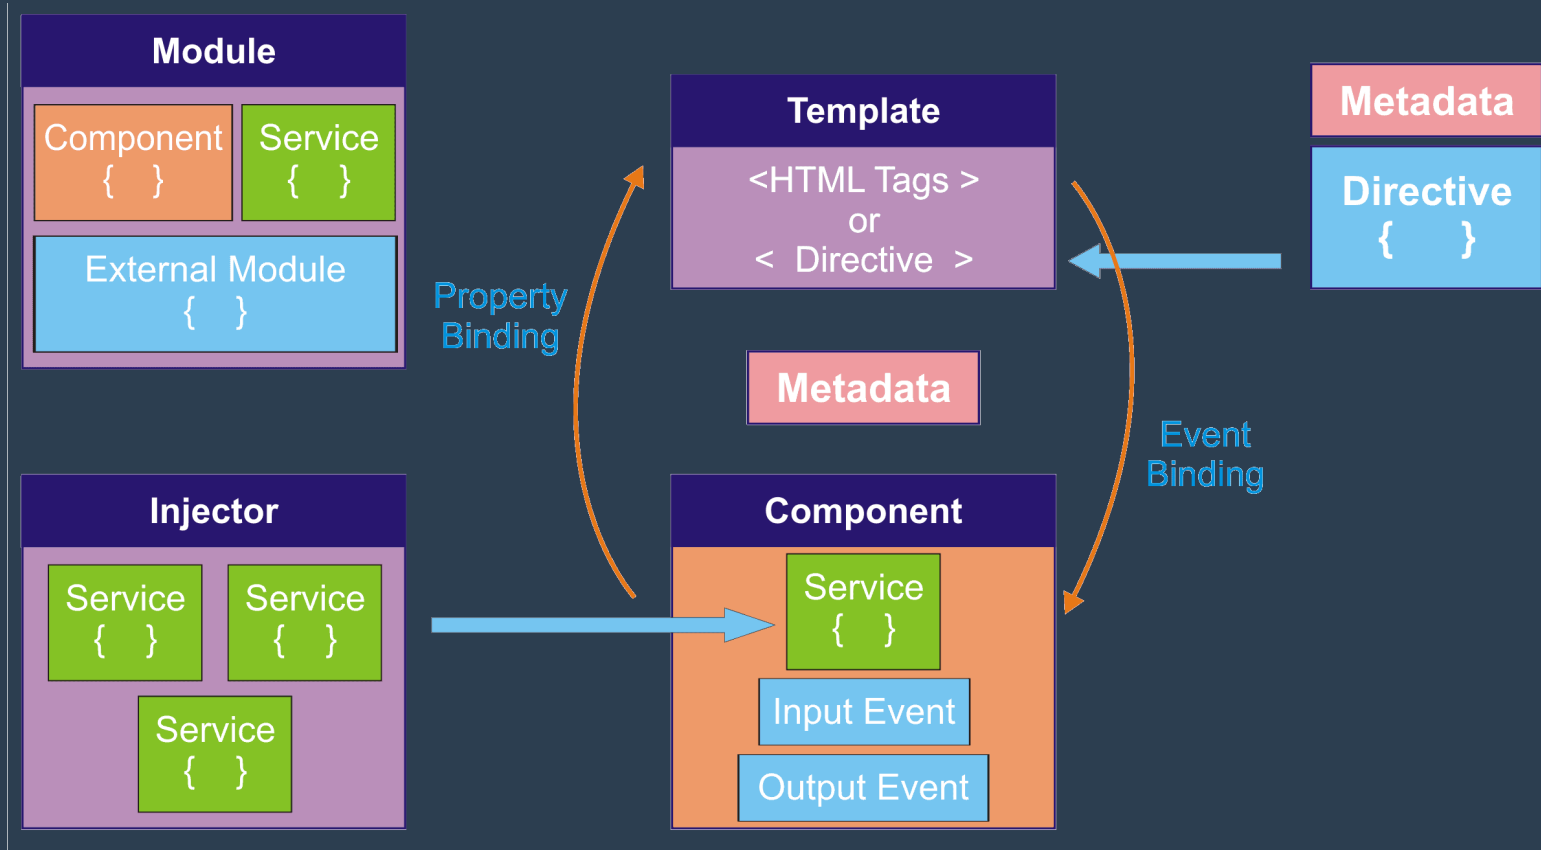 Module
Component
{ }
Service
{ }
External Module
{ }
Template
<HTML Tags >
or
< Directive >
Metadata
Directive
{ }
Property
Binding
Metadata
Event
Binding
Injector
Service
{ }
Service
{ }
Service
{ }
Component
Service
{ }
Input Event
Output Event